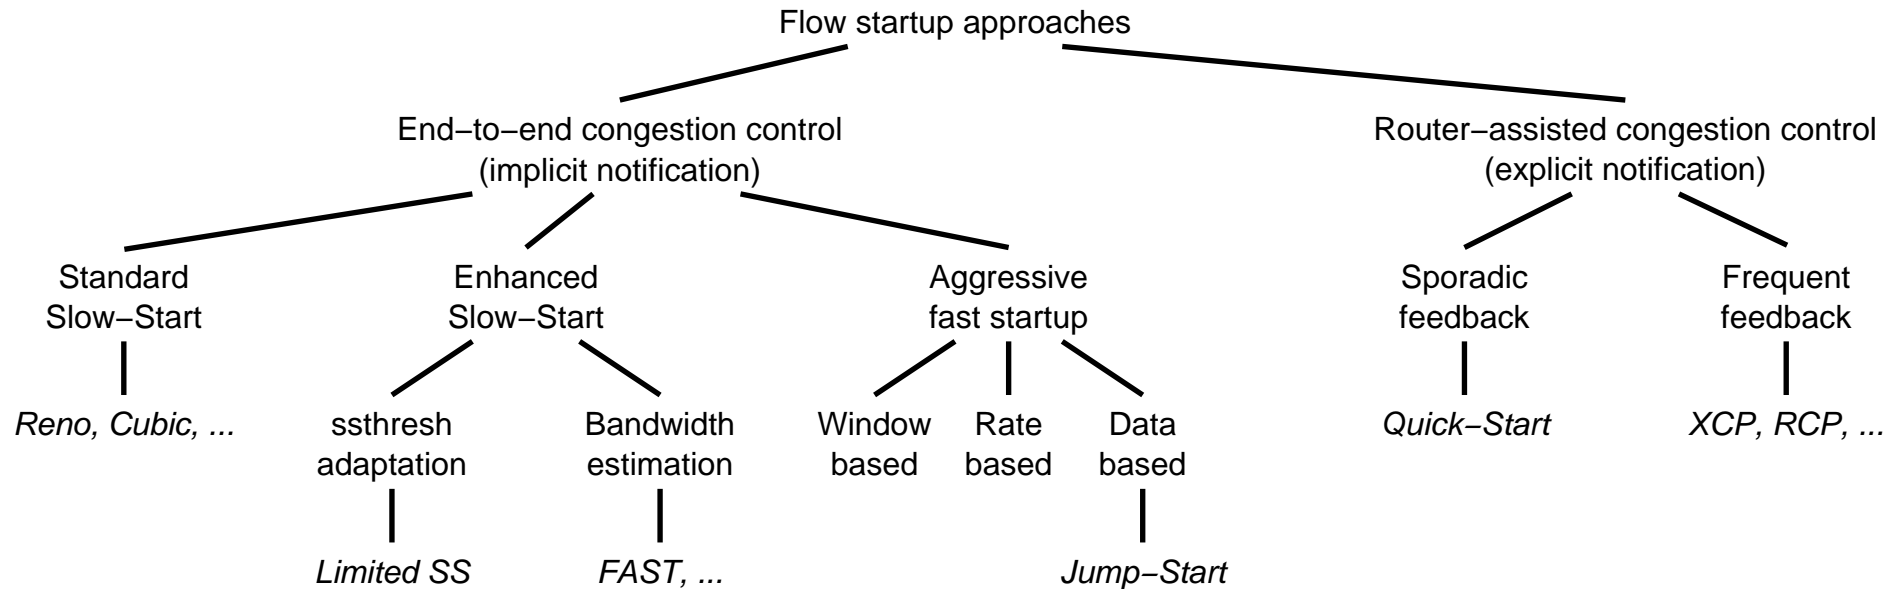 Flow startup approaches
End−to−end congestion control
(implicit notification)
Router−assisted congestion control
(explicit notification)
Standard
Slow−Start
Enhanced
Slow−Start
Aggressive
fast startup
Sporadic
feedback
Frequent
feedback
Reno, Cubic, ...
ssthresh
adaptation
Bandwidth
estimation
Window
based
Rate
based
Data
based
Quick−Start
XCP, RCP, ...
Limited SS
FAST, ...
Jump−Start